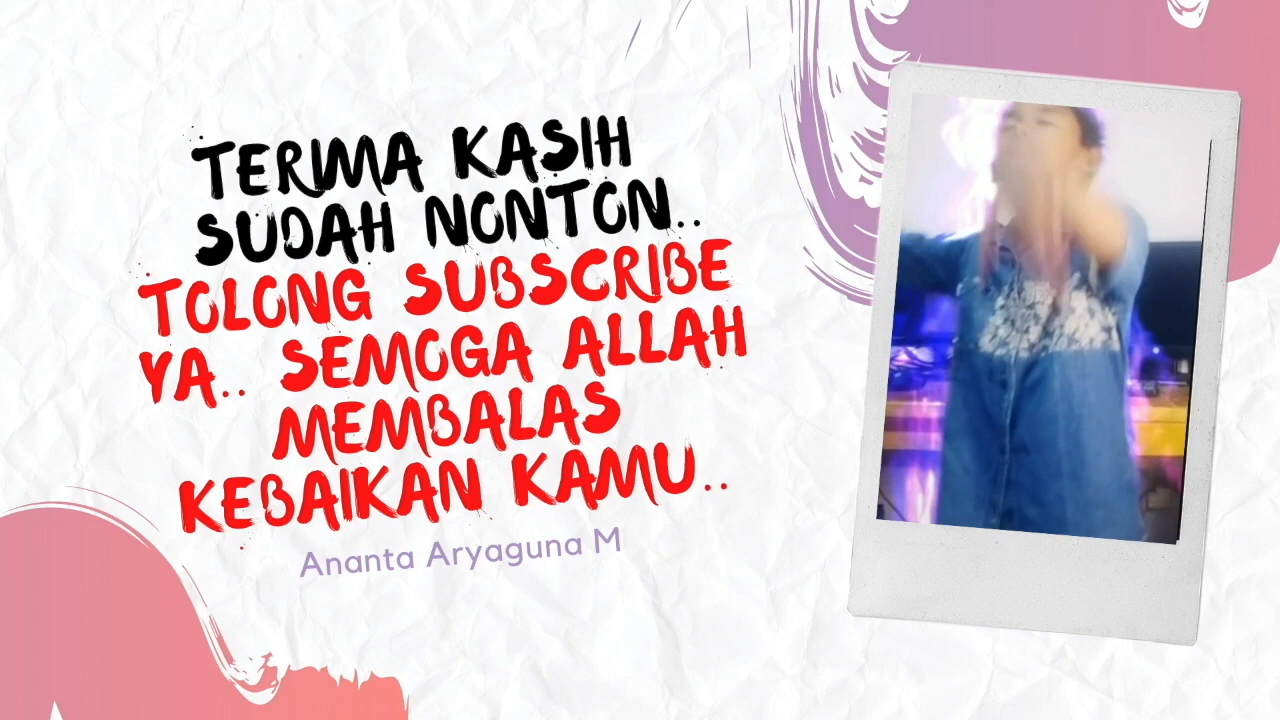 TERIMA KASIH
SUDAH NONTON..
TOLONG SUBSCRIBE
YA.. SEMOGA ALLAH
MEMBALAS
KEBAIKAN KAMU..
Ananta Aryaguna M